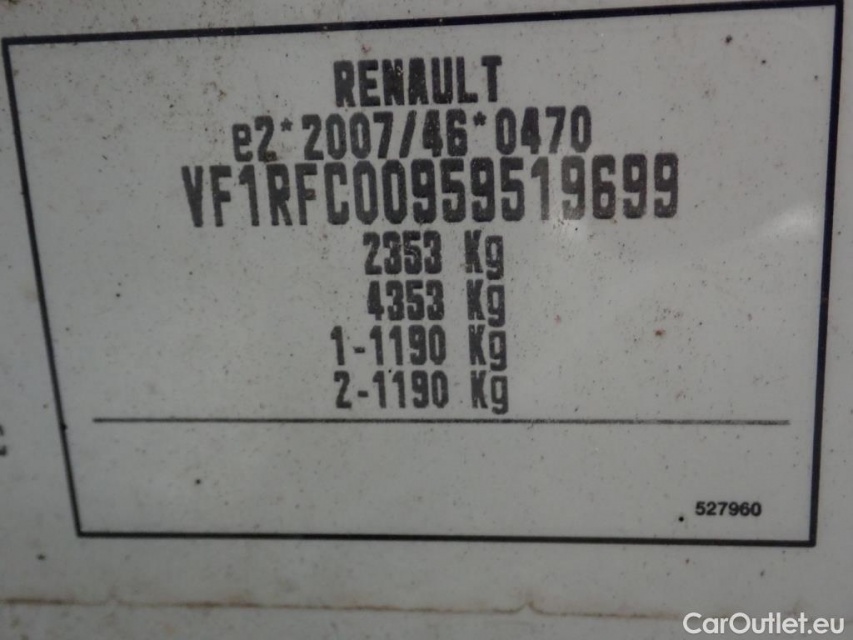 RENAULT
e2*2007/46*0470
VF1RFC00959519699
2353 Kg
4353 Kg
1-1190 Kg
2-1190 Kg
527960
CarOutlet.eu